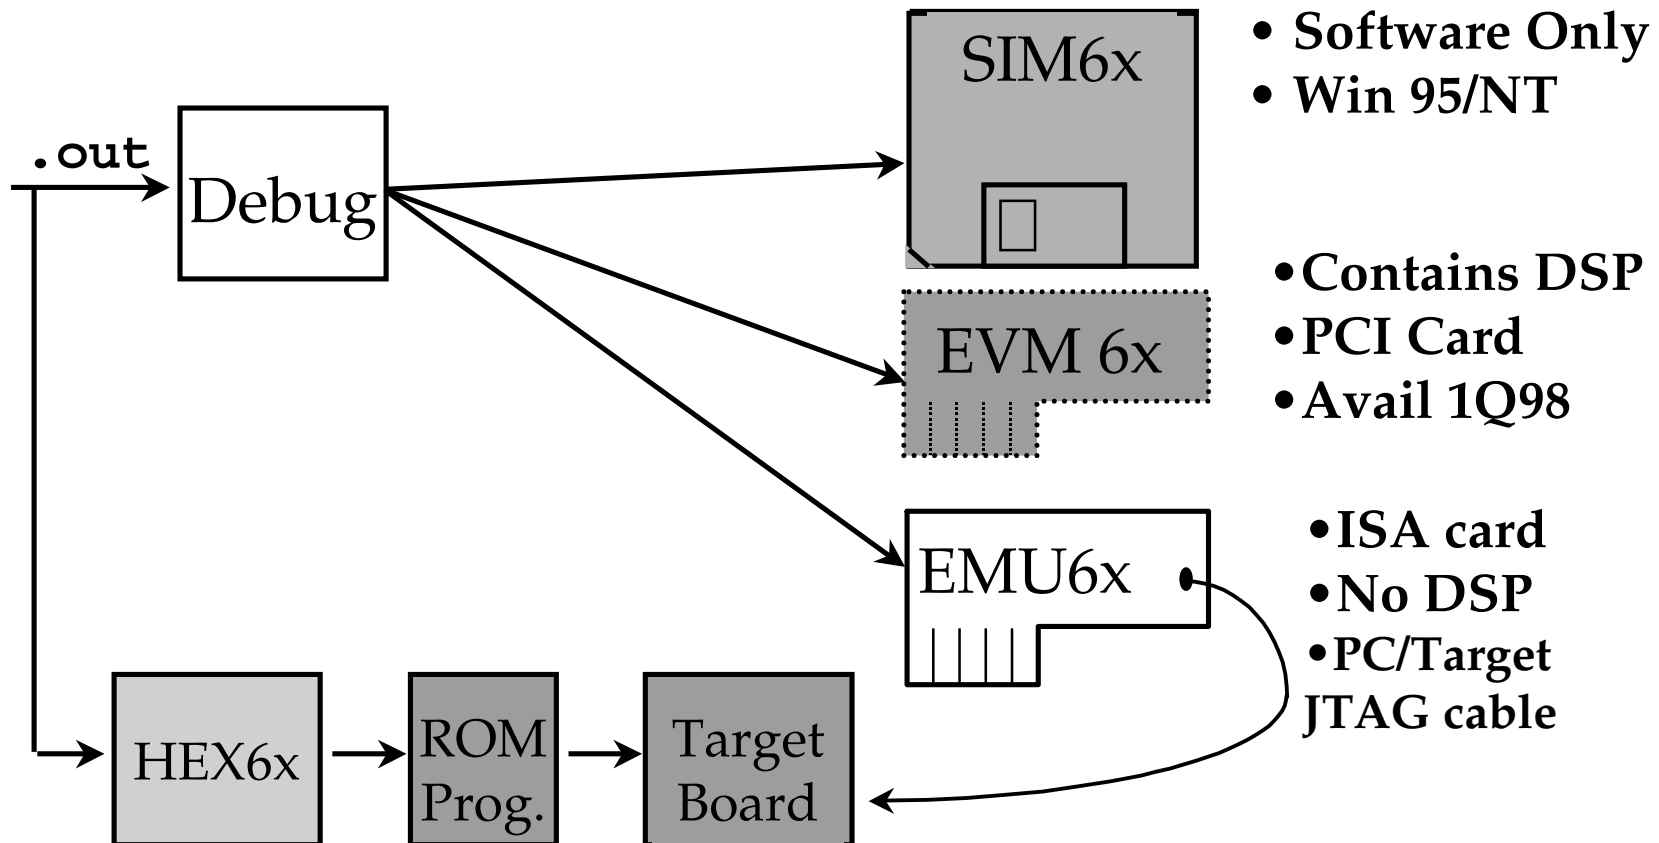 .out
Debug
SIM6x
• Software Only
• Win 95/NT
EVM 6x
•Contains DSP
•PCI Card
•Avail 1Q98
EMU6x
•ISA card
•No DSP
•PC/Target
JTAG cable
HEX6x
ROM
Prog.
Target
Board